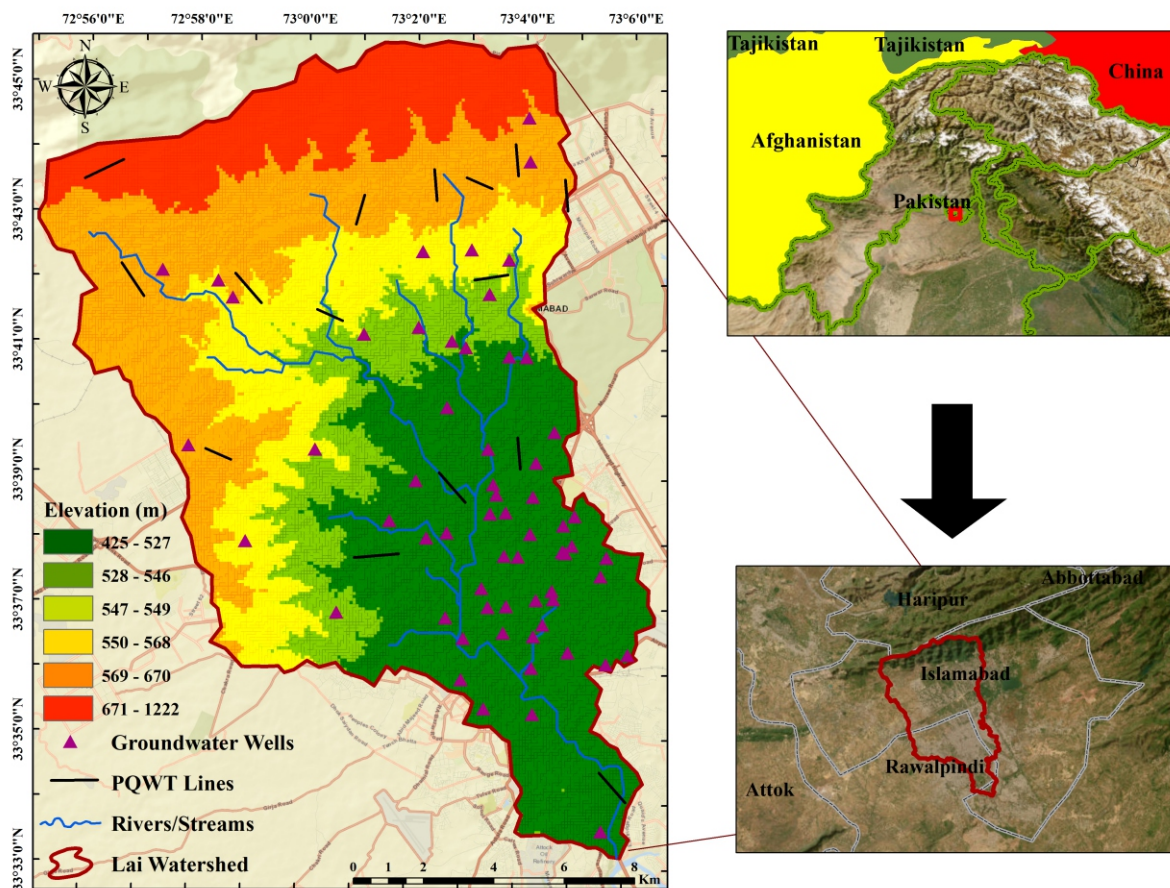 72°56'0"E 72°58'0"E 73°0'0"E 73°2'0"E 73°4'0"E 73°6'0"E
33°45'0"N
33°43'0"N
33°41'0"N
33°39'0"N
33°37'0"N
33°35'0"N
33°33'0"N
N
W E
S
MABAD
Elevation (m)
425 - 527
528 - 546
547 - 549
550 - 568
569 - 670
671 - 1222
Groundwater Wells
PQWT Lines
Rivers/Streams
Lai Watershed
0 1 2 4 6 8
Km
Tajikistan
Tajikistan
China
Afghanistan
Pakistan
Abbottabad
Haripur
Islamabad
Rawalpindi
Attok